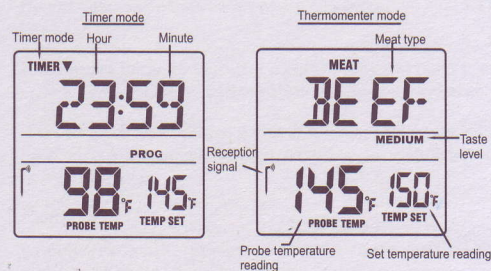 Timer mode
Timer mode Hour Minute
TIMER ▼
23:59
PROG
98°F 145°F
PROBE TEMP TEMP SET
Thermomenter mode
Meat type
MEAT
BEEF
MEDIUM
Taste
level
Reception
signal
145°F 150°F
PROBE TEMP TEMP SET
Probe temperature
reading
Set temperature reading